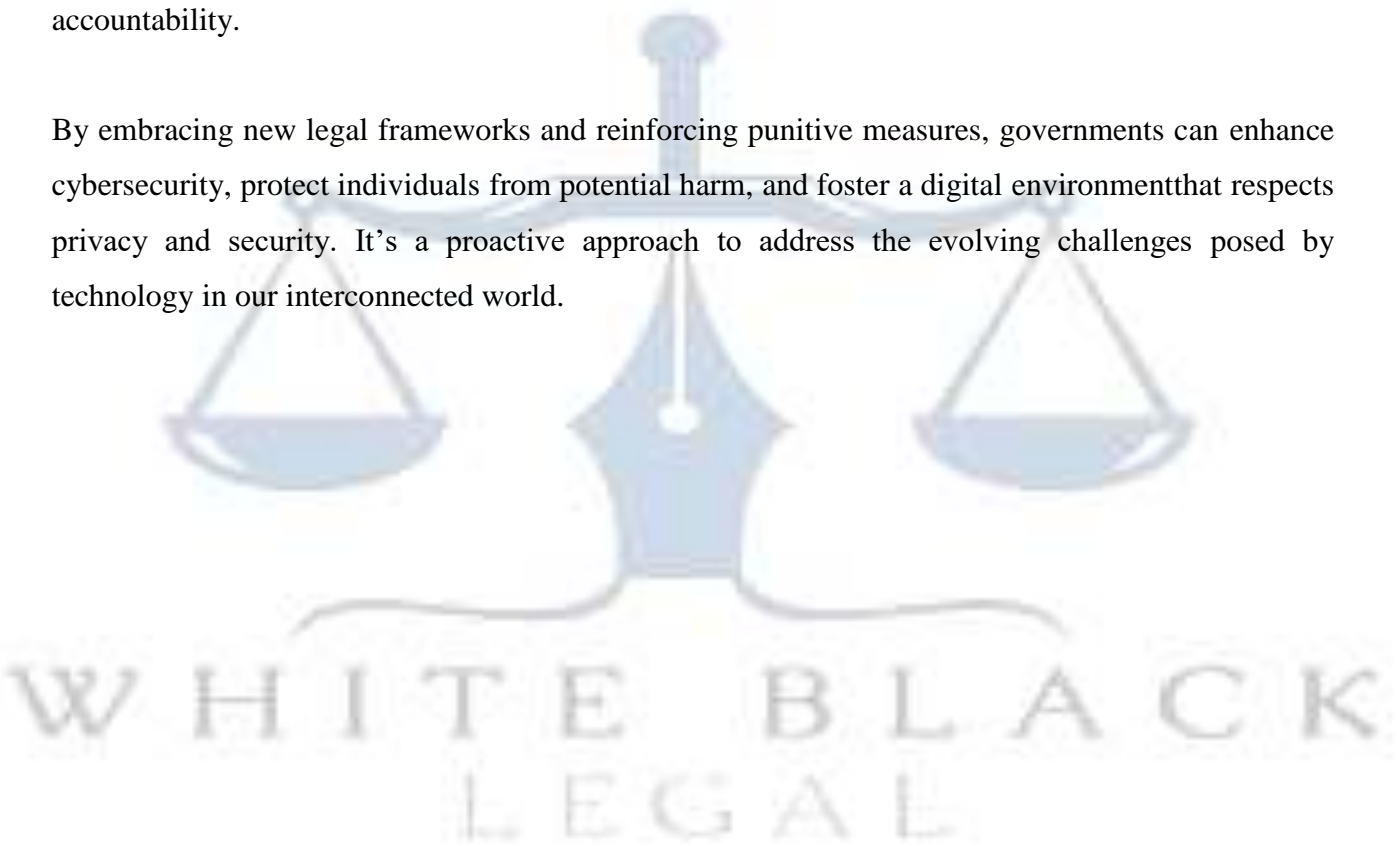 accountability.
By embracing new legal frameworks and reinforcing punitive measures, governments can enhance
cybersecurity, protect individuals from potential harm, and foster a digital environmentthat respects
privacy and security. It’s a proactive approach to address the evolving challenges posed by
technology in our interconnected world.
WHITE BLACK
LEGAL